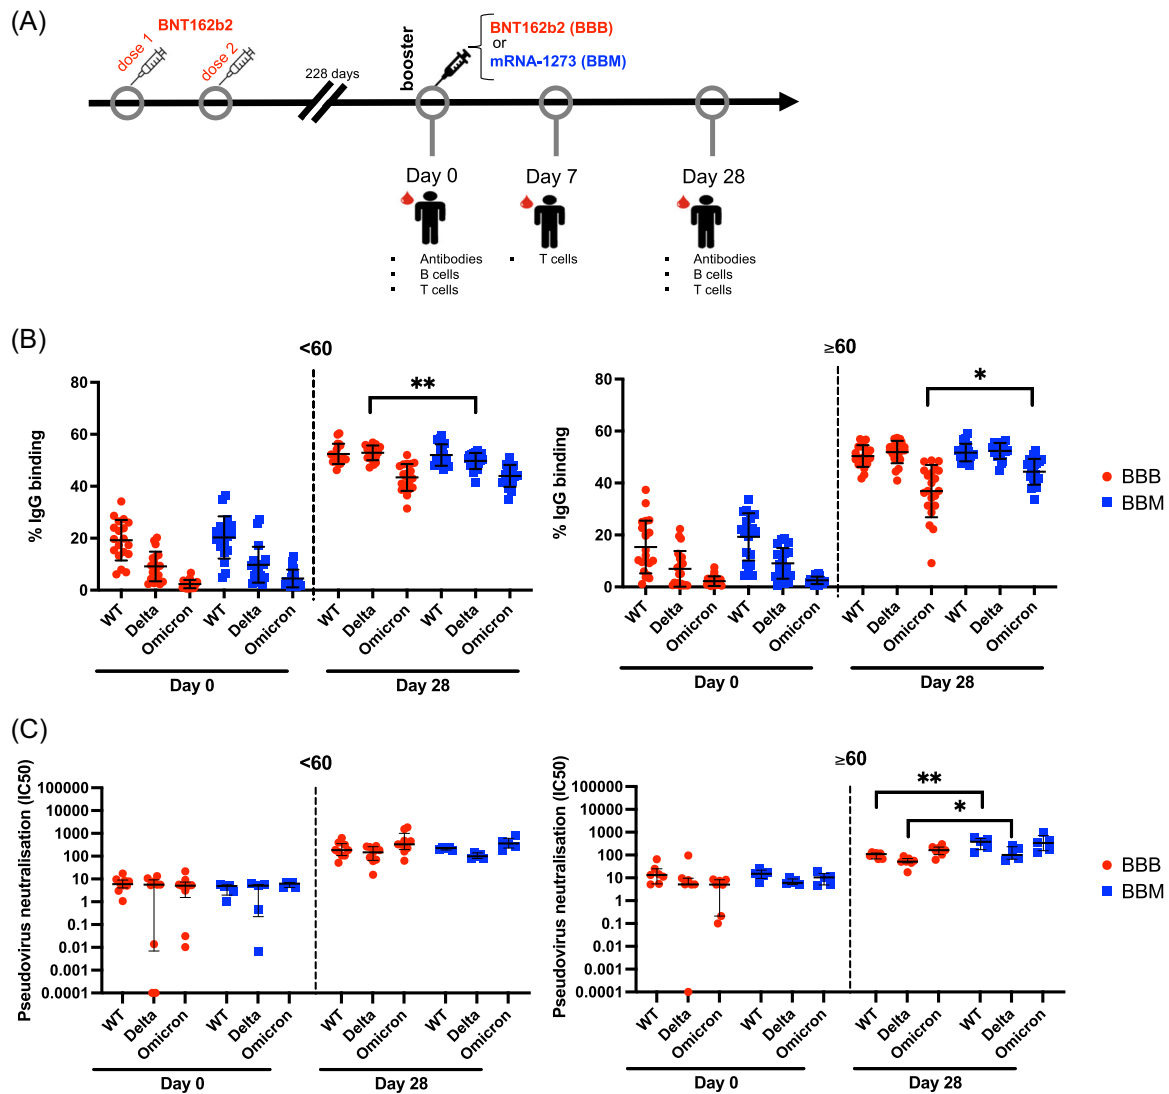 (A)
BNT162b2
dose 1
dose 2
228 days
booster
BNT162b2 (BBB)
or
mRNA-1273 (BBM)
Day 0
Day 7
Day 28
▪ Antibodies
▪ B cells
▪ T cells
▪ T cells
▪ Antibodies
▪ B cells
▪ T cells
(B)
<60
% IgG binding
80
60
40
20
0
**
WT
Delta
Omicron
WT
Delta
Omicron
WT
Delta
Omicron
WT
Delta
Omicron
Day 0
Day 28
≥60
% IgG binding
80
60
40
20
0
*
WT
Delta
Omicron
WT
Delta
Omicron
WT
Delta
Omicron
WT
Delta
Omicron
Day 0
Day 28
BBB
BBM
(C)
<60
Pseudovirus neutralisation (IC50)
100000
10000
1000
100
10
1
0.1
0.01
0.001
0.0001
WT
Delta
Omicron
WT
Delta
Omicron
WT
Delta
Omicron
WT
Delta
Omicron
Day 0
Day 28
≥60
Pseudovirus neutralisation (IC50)
100000
10000
1000
100
10
1
0.1
0.01
0.001
0.0001
**
*
WT
Delta
Omicron
WT
Delta
Omicron
WT
Delta
Omicron
WT
Delta
Omicron
Day 0
Day 28
BBB
BBM